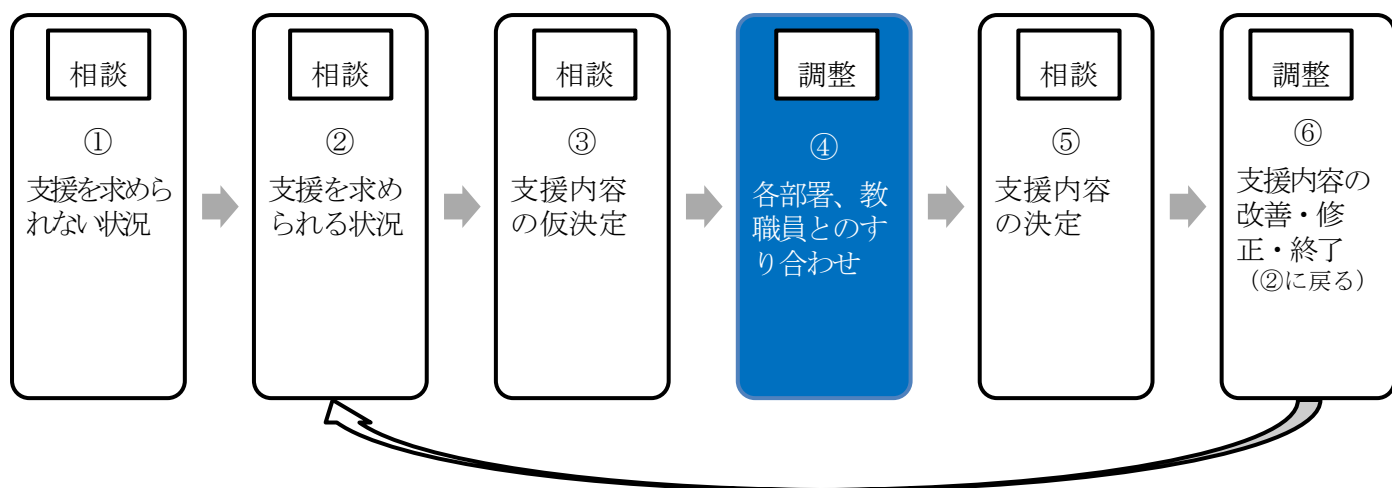 相談
①
支援を求めら
れない状況
相談
②
支援を求め
られる状況
相談
③
支援内容
の仮決定
調整
④
各部署、教
職員とのす
り合わせ
相談
⑤
支援内容
の決定
調整
⑥
支援内容の
改善・修
正・終了
（②に戻る）